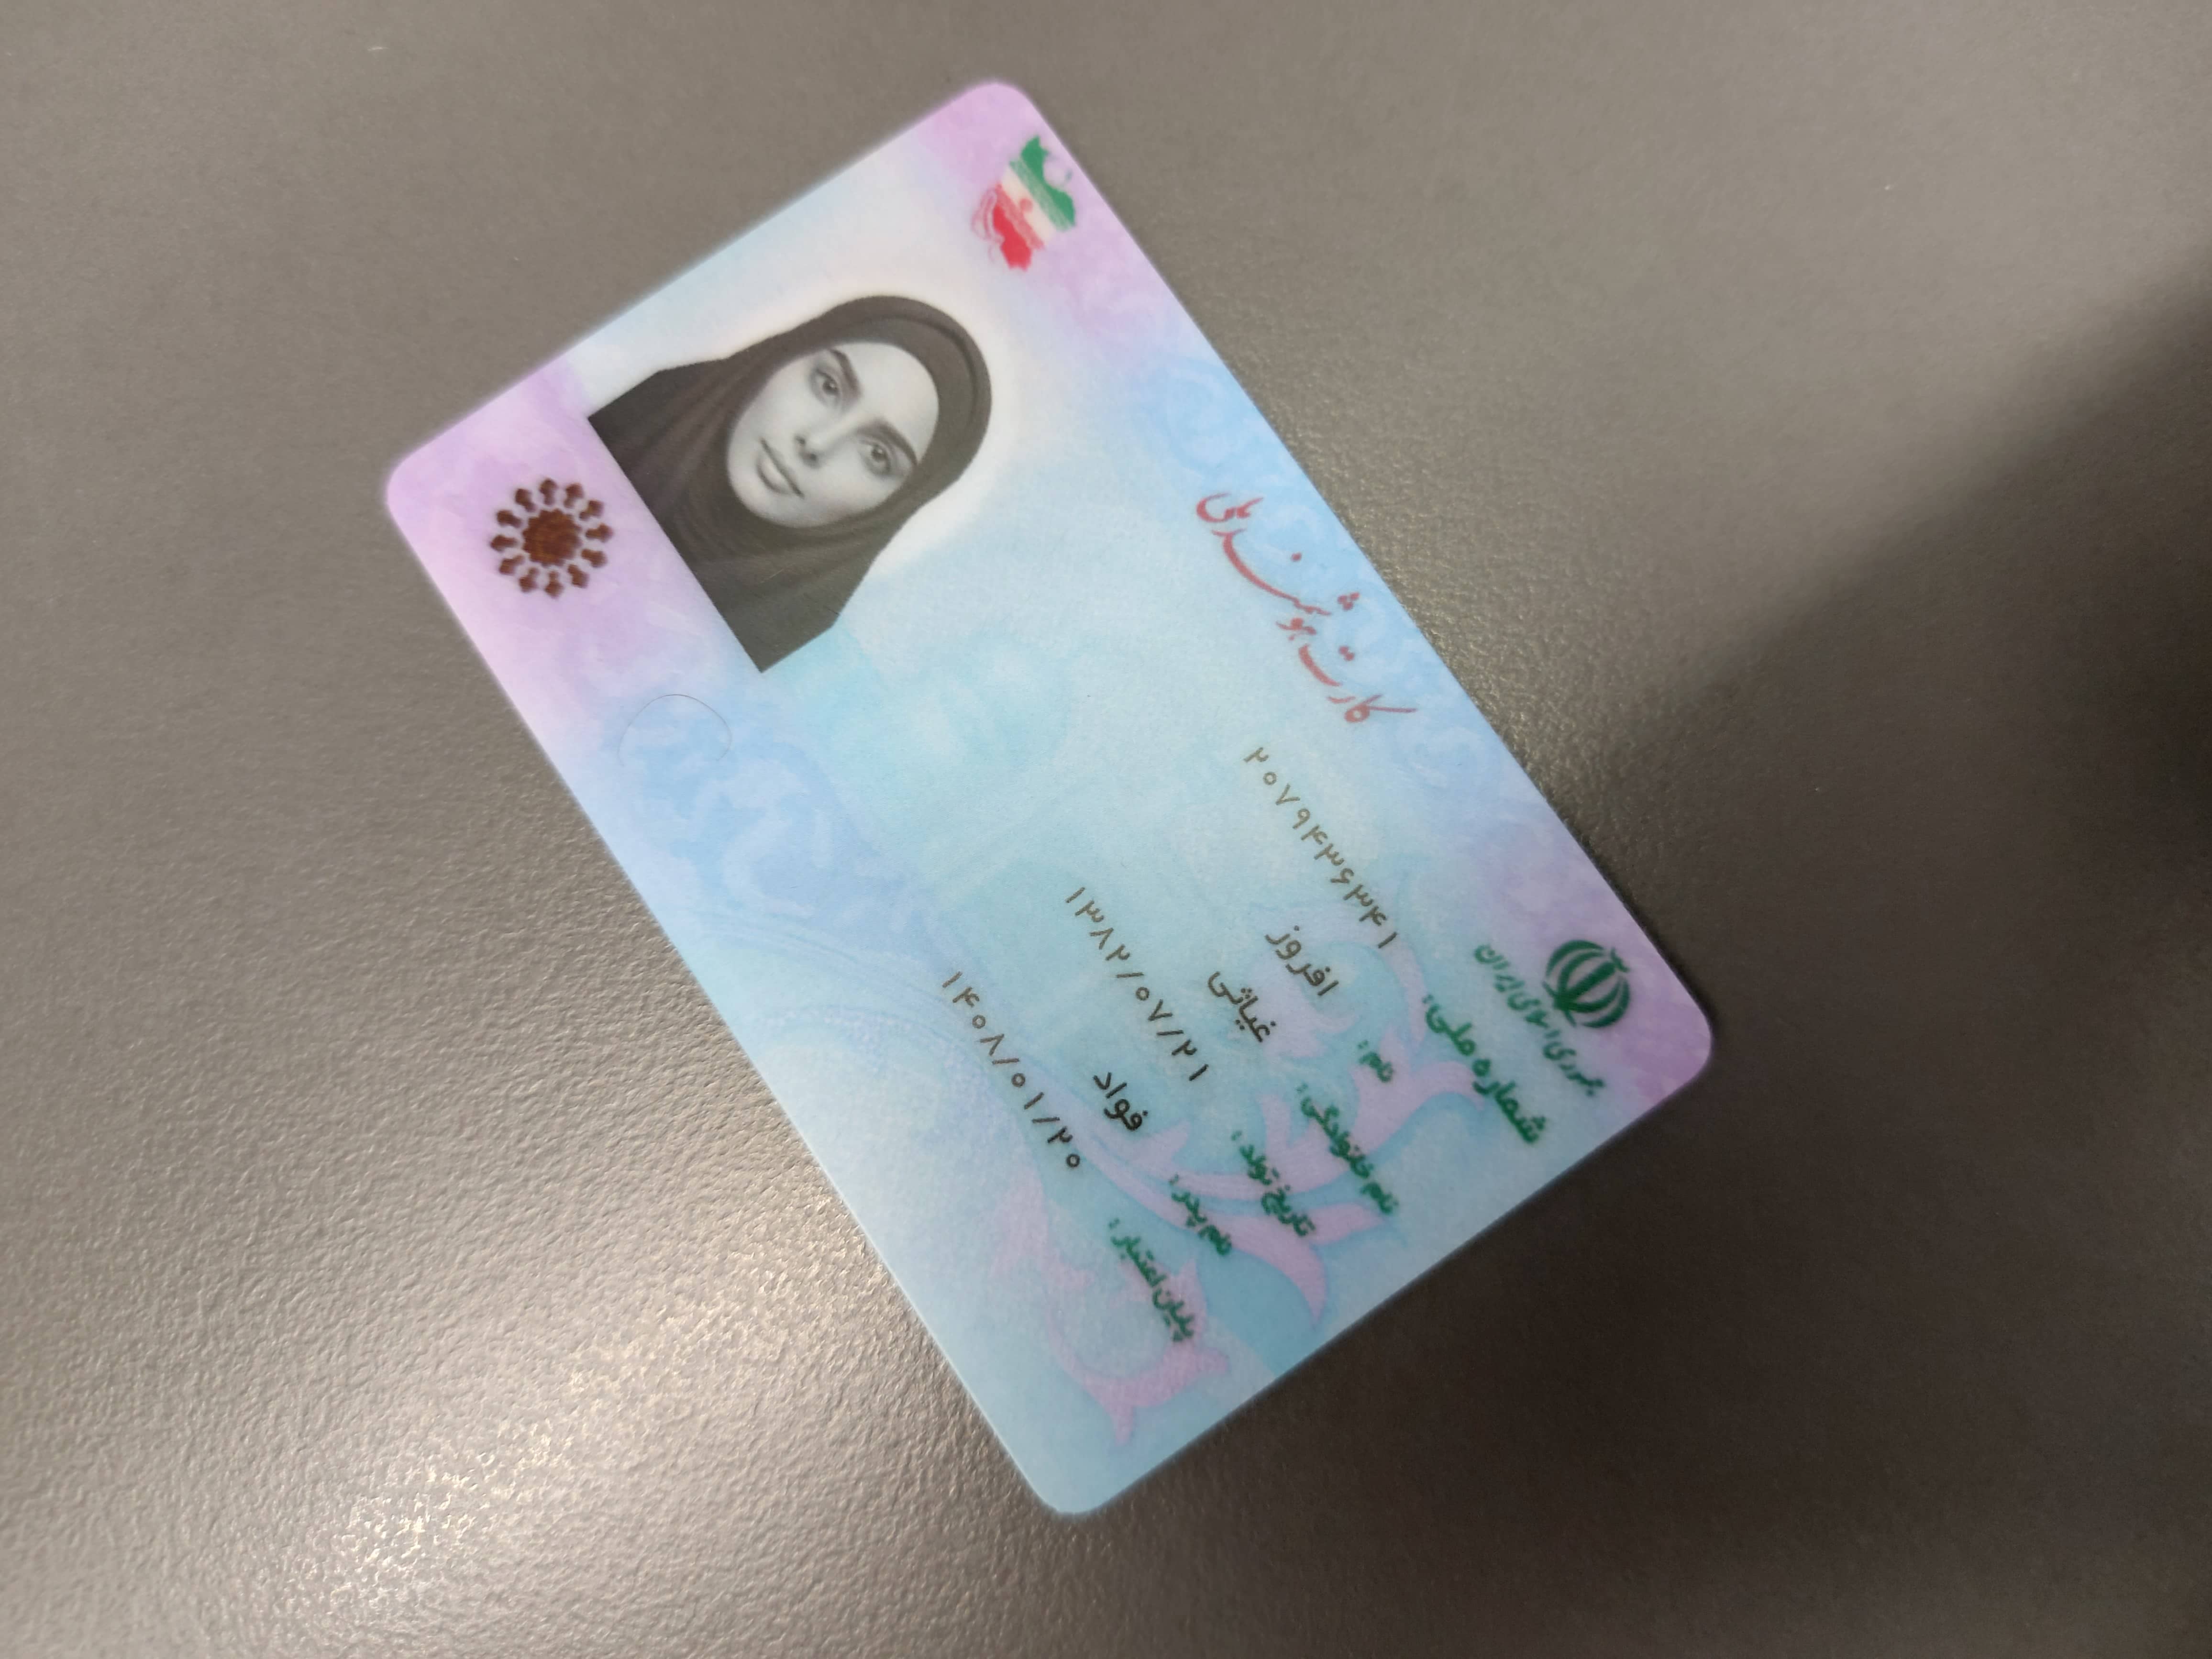 جمهوری اسلامی ایران
کارت هوشمند ملی
شماره ملی: ۲۰۷۹۴۳۶۳۴۱
نام: افروز
نام خانوادگی: غیاثی
تاریخ تولد: ۱۳۸۲/۰۷/۲۱
نام پدر: فواد
پایان اعتبار: ۱۴۰۸/۰۱/۲۰